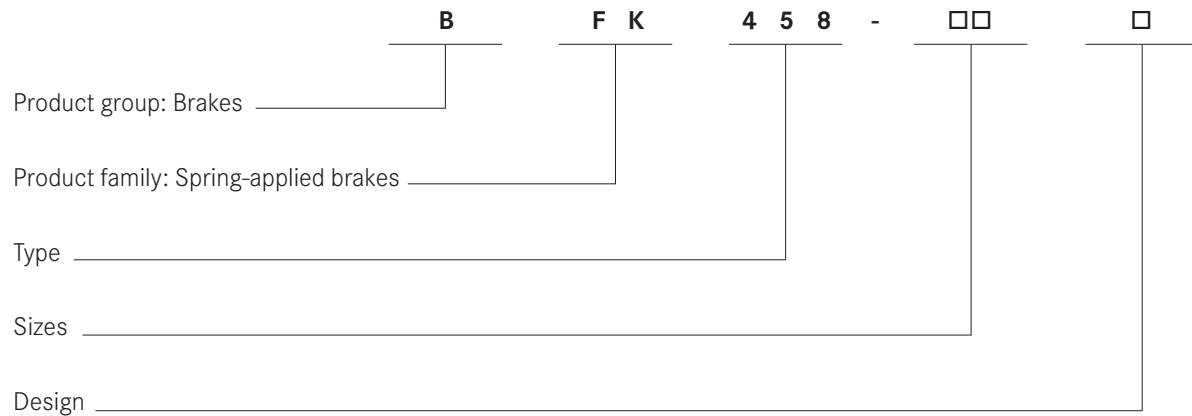 B F K 4 5 8 - □□ □
Product group: Brakes
Product family: Spring-applied brakes
Type
Sizes
Design